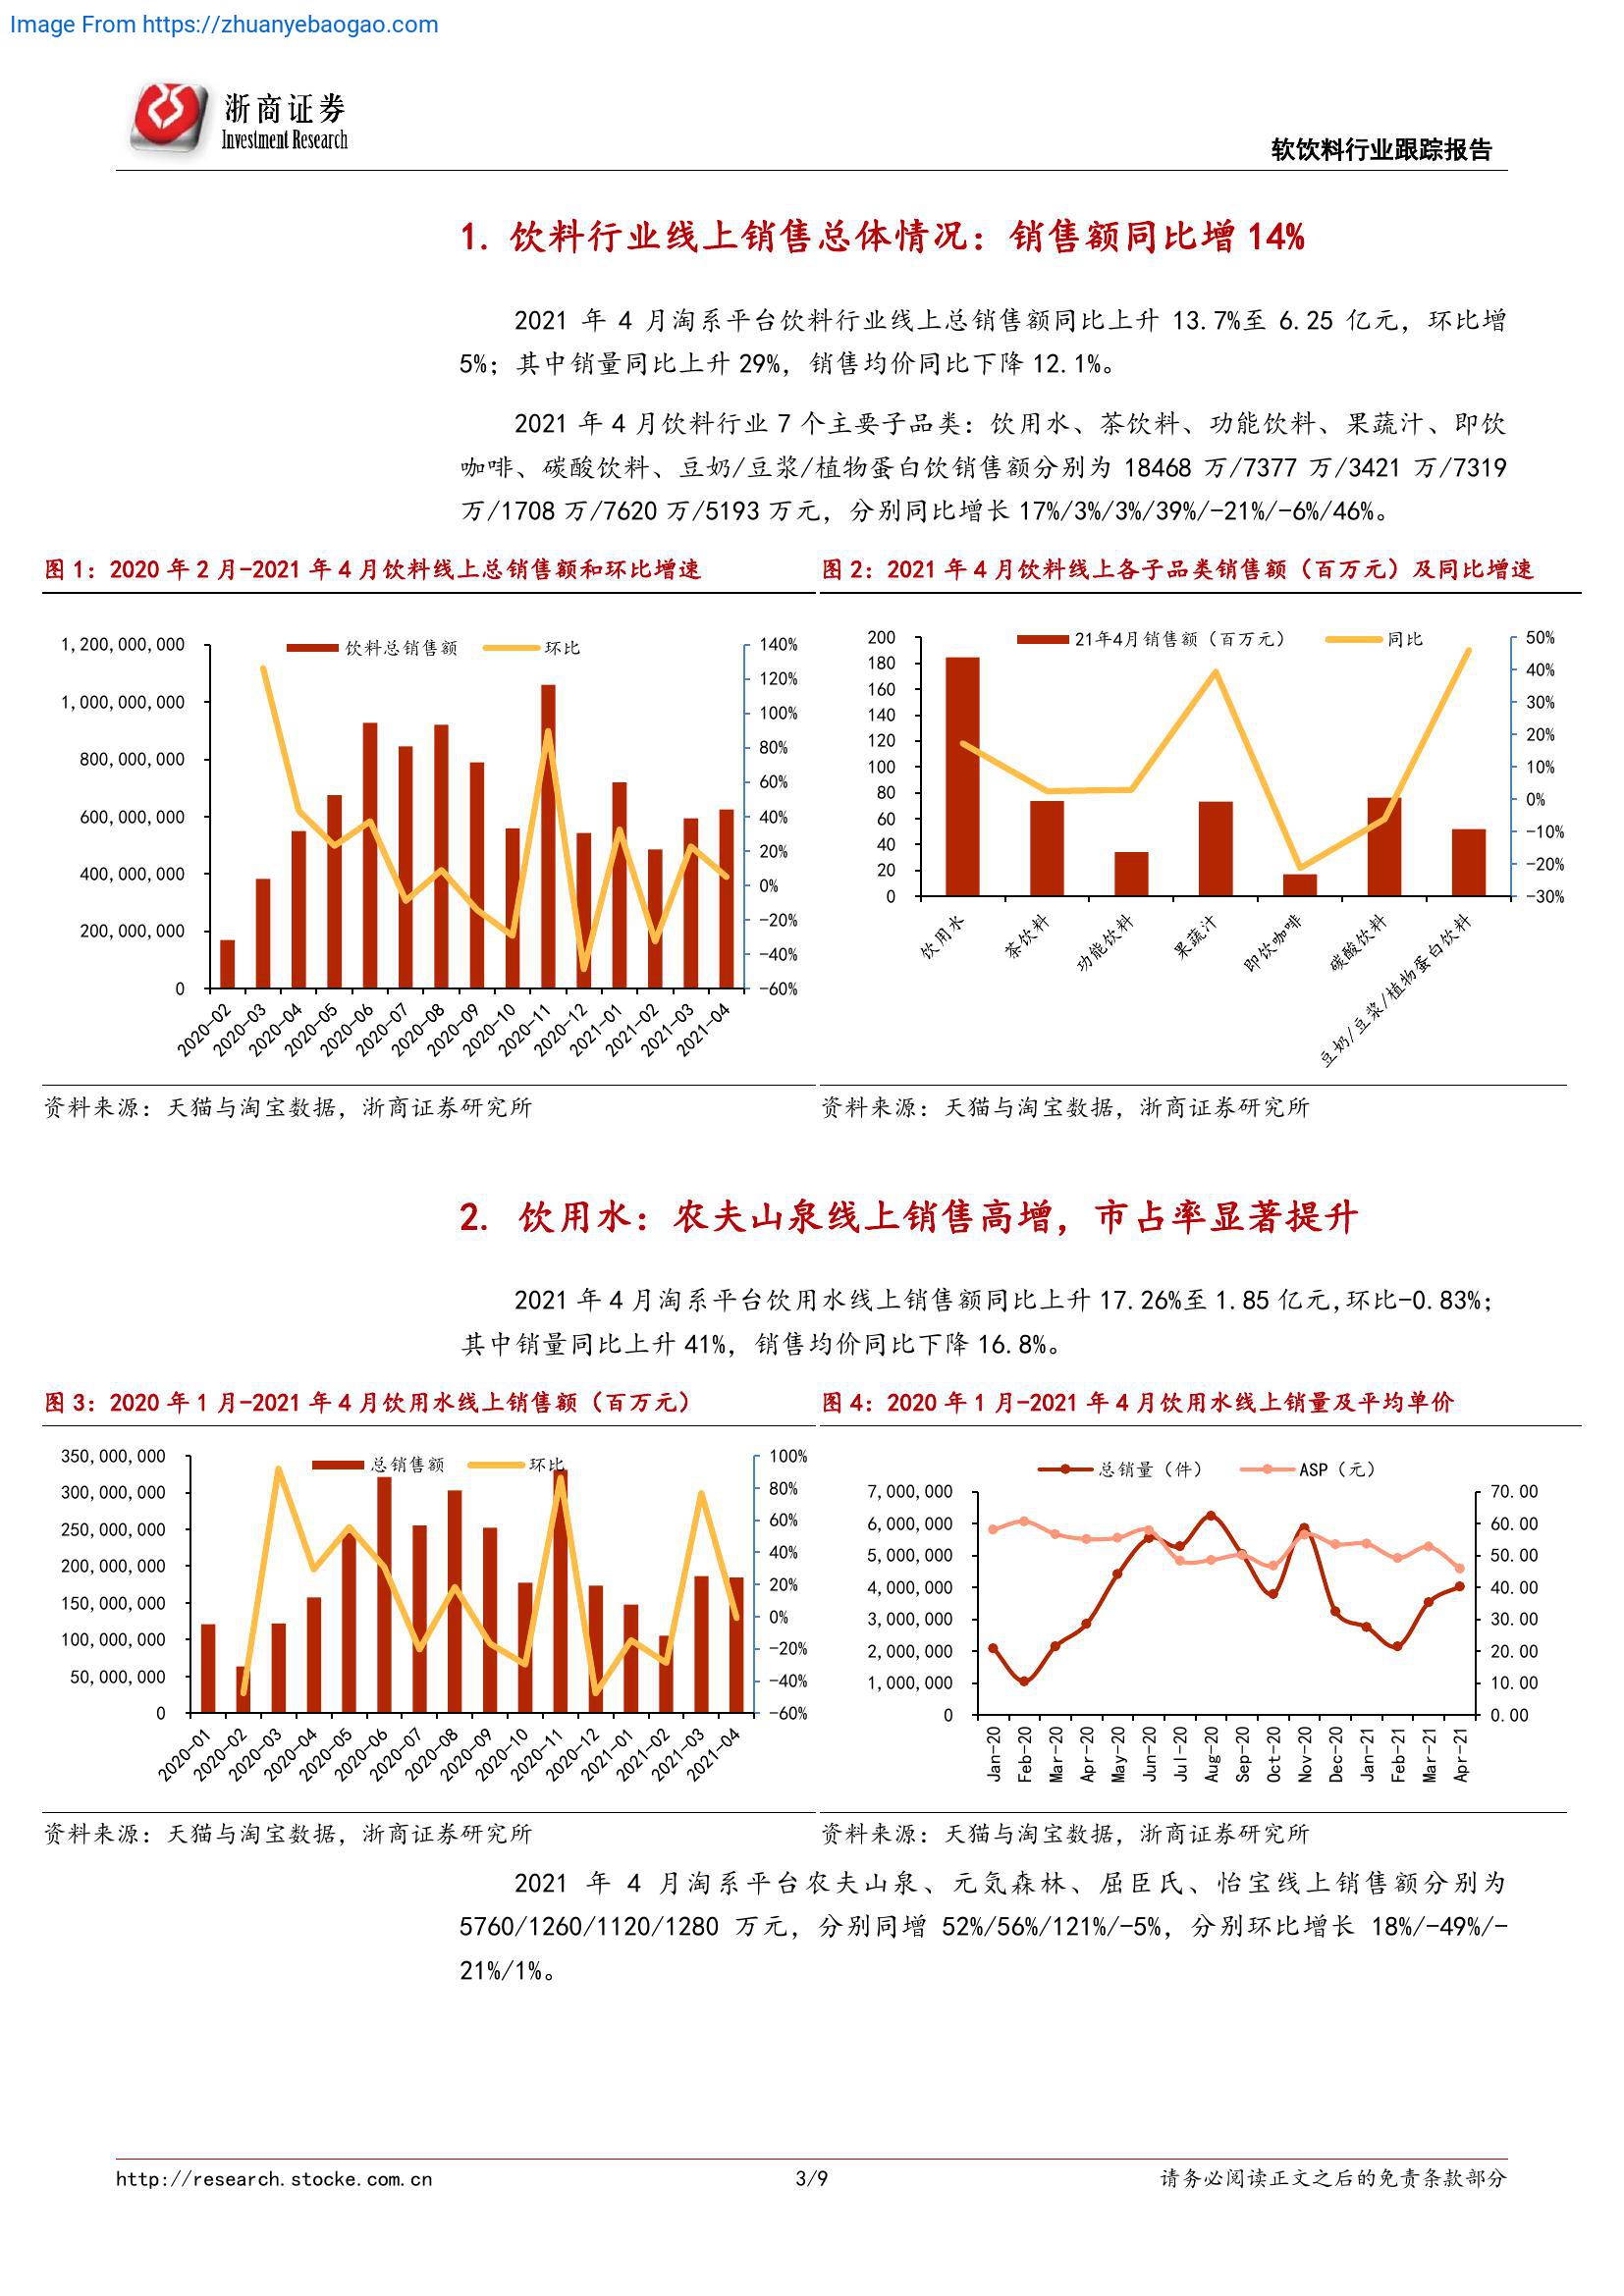 Image From https://zhuanyebaogao.com
浙商证券
Investment Research
软饮料行业跟踪报告
1. 饮料行业线上销售总体情况：销售额同比增 14%
2021 年 4 月淘系平台饮料行业线上总销售额同比上升 13.7%至 6.25 亿元，环比增
5%；其中销量同比上升 29%，销售均价同比下降 12.1%。
2021 年 4 月饮料行业 7 个主要子品类：饮用水、茶饮料、功能饮料、果蔬汁、即饮
咖啡、碳酸饮料、豆奶/豆浆/植物蛋白饮销售额分别为 18468 万/7377 万/3421 万/7319
万/1708 万/7620 万/5193 万元，分别同比增长 17%/3%/3%/39%/-21%/-6%/46%。
图 1：2020 年 2 月-2021 年 4 月饮料线上总销售额和环比增速
饮料总销售额 环比
1,200,000,000
1,000,000,000
800,000,000
600,000,000
400,000,000
200,000,000
0
140%
120%
100%
80%
60%
40%
20%
0%
-20%
-40%
-60%
2020-02
2020-03
2020-04
2020-05
2020-06
2020-07
2020-08
2020-09
2020-10
2020-11
2020-12
2021-01
2021-02
2021-03
2021-04
资料来源：天猫与淘宝数据，浙商证券研究所
图 2：2021 年 4 月饮料线上各子品类销售额（百万元）及同比增速
21年4月销售额（百万元） 同比
200
180
160
140
120
100
80
60
40
20
0
50%
40%
30%
20%
10%
0%
-10%
-20%
-30%
饮用水
茶饮料
功能饮料
果蔬汁
即饮咖啡
碳酸饮料
豆奶/豆浆/植物蛋白饮料
资料来源：天猫与淘宝数据，浙商证券研究所
2. 饮用水：农夫山泉线上销售高增，市占率显著提升
2021 年 4 月淘系平台饮用水线上销售额同比上升 17.26%至 1.85 亿元,环比-0.83%；
其中销量同比上升 41%，销售均价同比下降 16.8%。
图 3：2020 年 1 月-2021 年 4 月饮用水线上销售额（百万元）
总销售额 环比
350,000,000
300,000,000
250,000,000
200,000,000
150,000,000
100,000,000
50,000,000
0
100%
80%
60%
40%
20%
0%
-20%
-40%
-60%
2020-01
2020-02
2020-03
2020-04
2020-05
2020-06
2020-07
2020-08
2020-09
2020-10
2020-11
2020-12
2021-01
2021-02
2021-03
2021-04
资料来源：天猫与淘宝数据，浙商证券研究所
图 4：2020 年 1 月-2021 年 4 月饮用水线上销量及平均单价
总销量（件） ASP（元）
7,000,000
6,000,000
5,000,000
4,000,000
3,000,000
2,000,000
1,000,000
0
70.00
60.00
50.00
40.00
30.00
20.00
10.00
0.00
Jan-20
Feb-20
Mar-20
Apr-20
May-20
Jun-20
Jul-20
Aug-20
Sep-20
Oct-20
Nov-20
Dec-20
Jan-21
Feb-21
Mar-21
Apr-21
资料来源：天猫与淘宝数据，浙商证券研究所
2021 年 4 月淘系平台农夫山泉、元気森林、屈臣氏、怡宝线上销售额分别为
5760/1260/1120/1280 万元，分别同增 52%/56%/121%/-5%，分别环比增长 18%/-49%/-
21%/1%。
http://research.stocke.com.cn
3/9
请务必阅读正文之后的免责条款部分